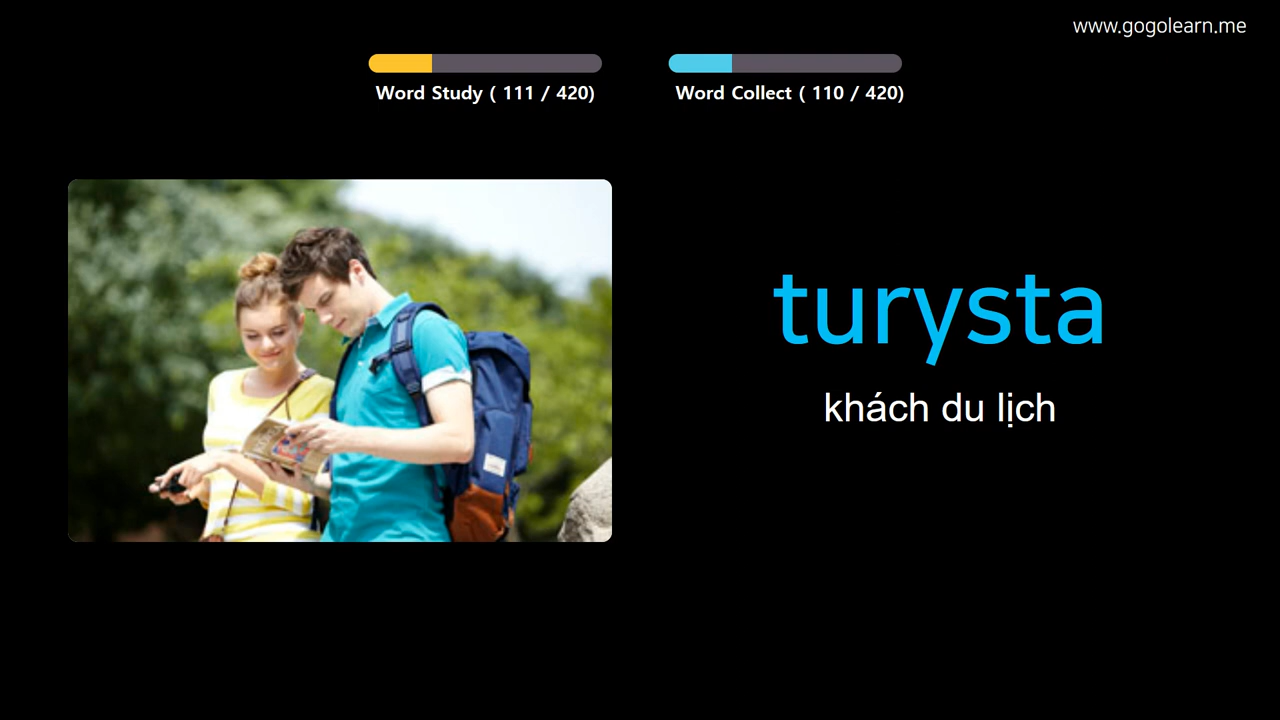 www.gogolearn.me
Word Study ( 111 / 420)
Word Collect ( 110 / 420)
turysta
khách du lịch